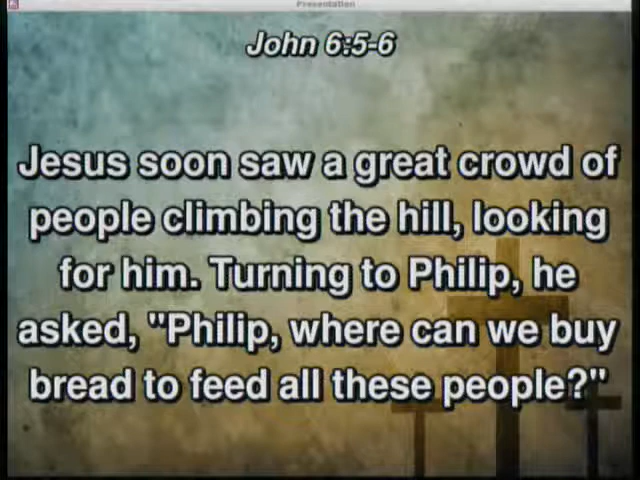 Presentation
John 6:5-6
Jesus soon saw a great crowd of
people climbing the hill, looking
for him. Turning to Philip, he
asked, "Philip, where can we buy
bread to feed all these people?"